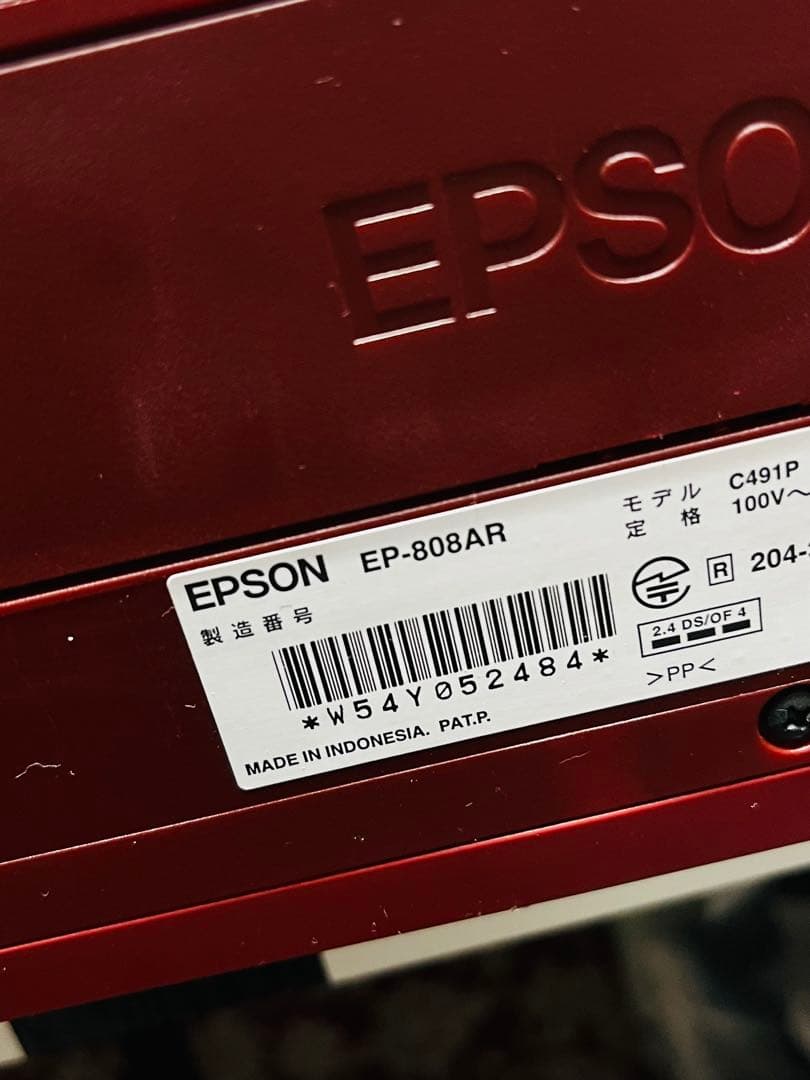 EPSO
EPSON EP-808AR
製造番号
*W54Y052484*
MADE IN INDONESIA. PAT.P.
モデル C491P
定格 100V～
R 204-
2.4 DS/OF 4
>PP<